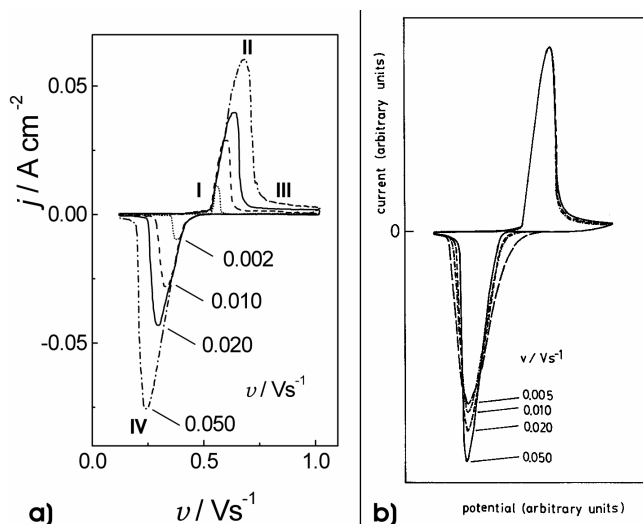 II
0.05
j / A cm⁻²
I
III
0.00
0.002
0.010
-0.05
0.020
υ / Vs⁻¹
IV
0.050
0.0
0.5
1.0
a)
υ / Vs⁻¹
b)
current (arbitrary units)
0
v / Vs⁻¹
0.005
0.010
0.020
0.050
potential (arbitrary units)